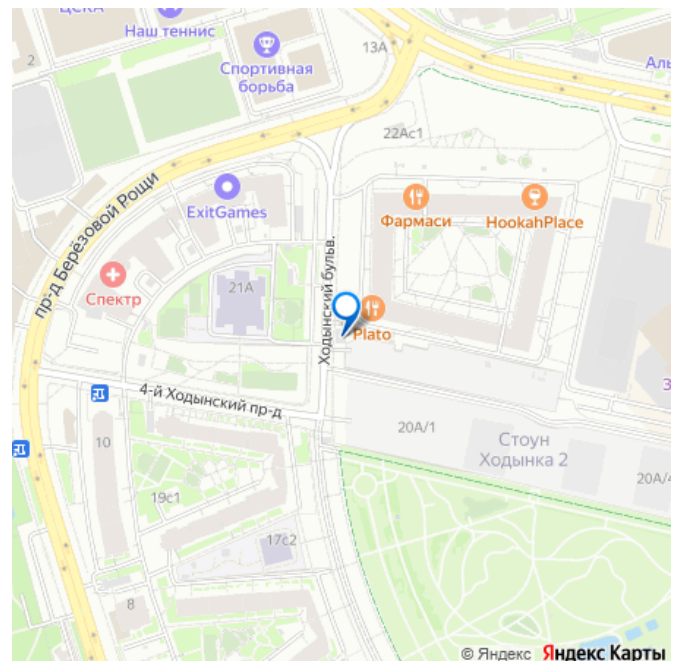 ЦСКА
Наш теннис
2
Спортивная
борьба
13А
Аль
22Ас1
ExitGames
Фармаси
HookahPlace
пр-д Берёзовой Рощи
Спектр
21А
Ходынский бульв.
Plato
З
4-й Ходынский пр-д
10
20А/1
Стоун
Ходынка 2
20А/4
19с1
17с2
8
© Яндекс Яндекс Карты